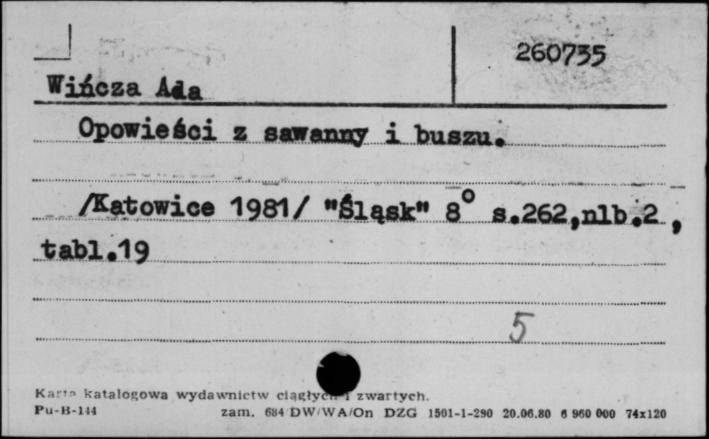 260735
Wińcza Ada
Opowieści z sawanny i buszu.
/Katowice 1981/ "Śląsk" 8° s.262,nlb.2,
tabl.19
5
Karta katalogowa wydawnictw ciągłych i zwartych.
Pu-B-144 zam. 684 DW/WA/On DZG 1501-1-280 20.06.80 6 960 000 74x120